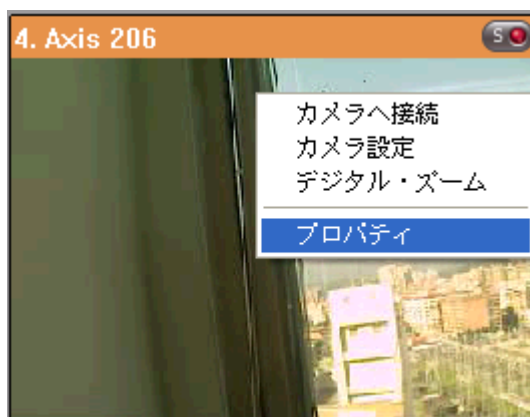 4. Axis 206
S
カメラへ接続
カメラ設定
デジタル・ズーム
プロパティ